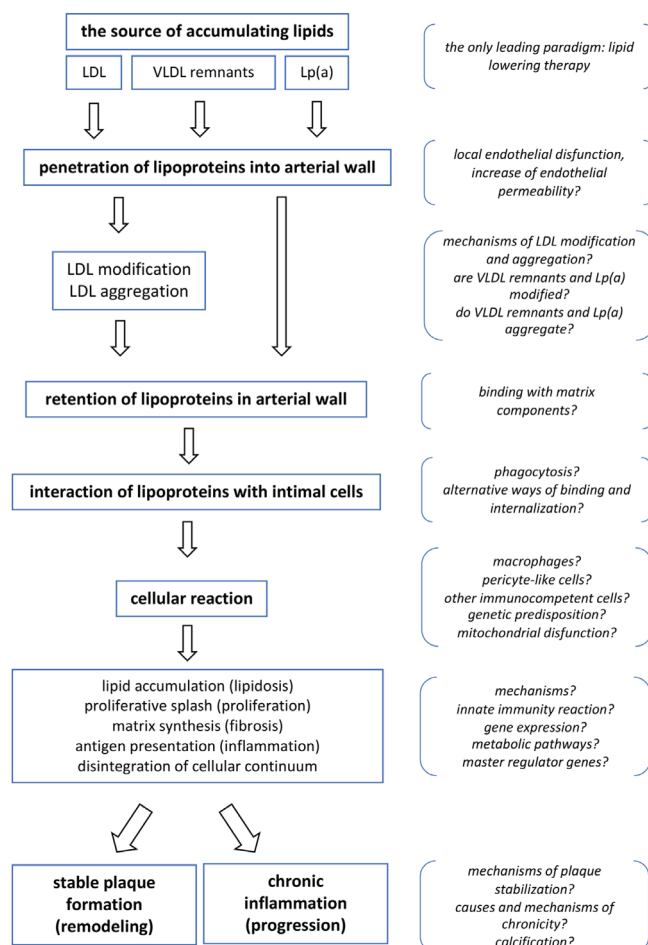 the source of accumulating lipids
LDL
VLDL remnants
Lp(a)
the only leading paradigm: lipid
lowering therapy
penetration of lipoproteins into arterial wall
local endothelial disfunction,
increase of endothelial
permeability?
LDL modification
LDL aggregation
mechanisms of LDL modification
and aggregation?
are VLDL remnants and Lp(a)
modified?
do VLDL remnants and Lp(a)
aggregate?
retention of lipoproteins in arterial wall
binding with matrix
components?
interaction of lipoproteins with intimal cells
phagocytosis?
alternative ways of binding and
internalization?
cellular reaction
macrophages?
pericyte-like cells?
other immunocompetent cells?
genetic predisposition?
mitochondrial disfunction?
lipid accumulation (lipidosis)
proliferative splash (proliferation)
matrix synthesis (fibrosis)
antigen presentation (inflammation)
disintegration of cellular continuum
mechanisms?
innate immunity reaction?
gene expression?
metabolic pathways?
master regulator genes?
stable plaque
formation
(remodeling)
chronic
inflammation
(progression)
mechanisms of plaque
stabilization?
causes and mechanisms of
chronicity?
calcification?